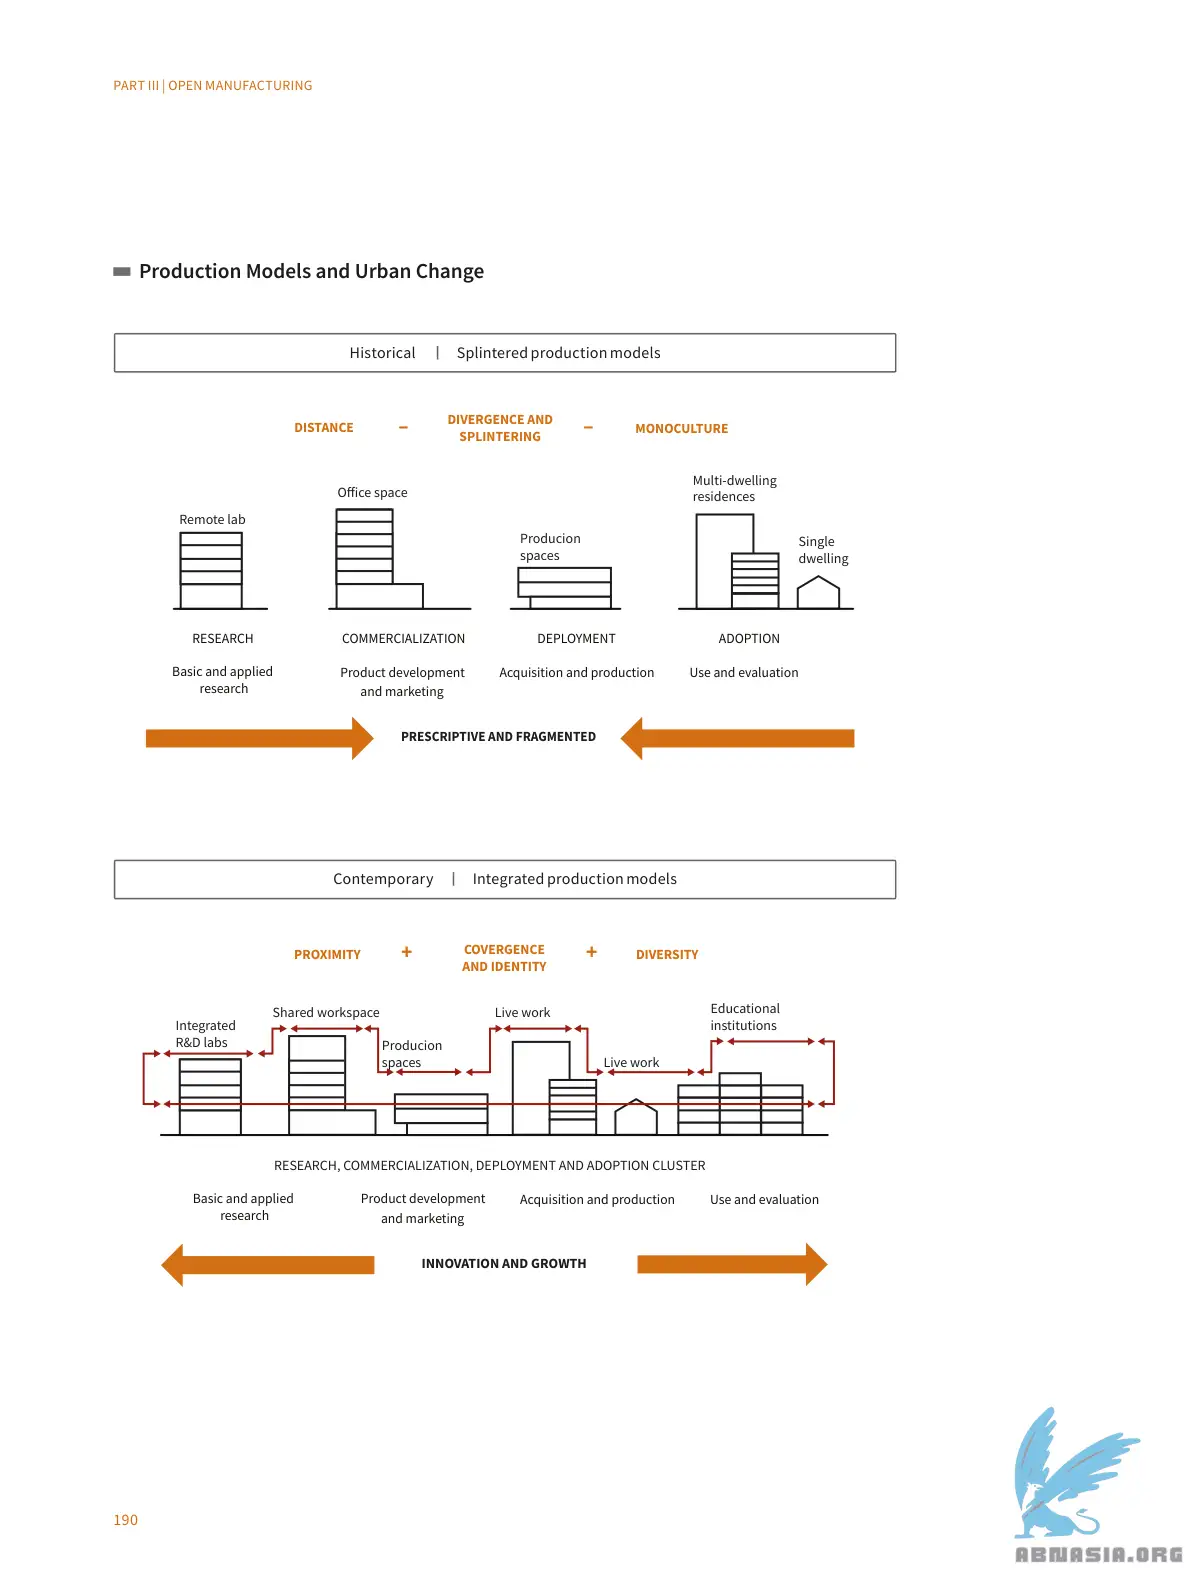 PART III | OPEN MANUFACTURING
Production Models and Urban Change
Historical | Splintered production models
DISTANCE – DIVERGENCE AND SPLINTERING – MONOCULTURE
Remote lab
Office space
Producion
spaces
Multi-dwelling
residences
Single
dwelling
RESEARCH
COMMERCIALIZATION
DEPLOYMENT
ADOPTION
Basic and applied
research
Product development
and marketing
Acquisition and production
Use and evaluation
PRESCRIPTIVE AND FRAGMENTED
Contemporary | Integrated production models
PROXIMITY + COVERGENCE AND IDENTITY + DIVERSITY
Integrated
R&D labs
Shared workspace
Producion
spaces
Live work
Live work
Educational
institutions
RESEARCH, COMMERCIALIZATION, DEPLOYMENT AND ADOPTION CLUSTER
Basic and applied
research
Product development
and marketing
Acquisition and production
Use and evaluation
INNOVATION AND GROWTH
190
ABNASIA.ORG